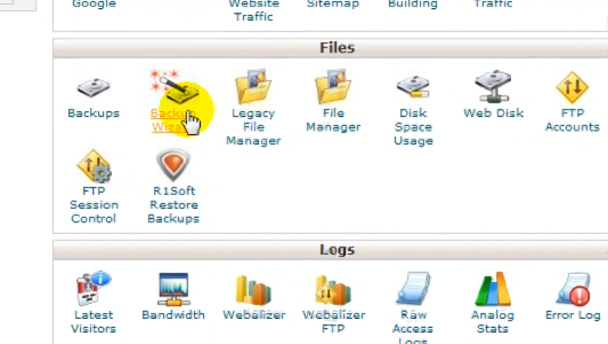 Google
Website
Traffic
Sitemap
Building
Traffic
Files
Backups
Backup
Wizard
Legacy
File
Manager
File
Manager
Disk
Space
Usage
Web Disk
FTP
Accounts
FTP
Session
Control
R1Soft
Restore
Backups
Logs
Latest
Visitors
Bandwidth
Webalizer
Webalizer
FTP
Raw
Access
Logs
Analog
Stats
Error Log